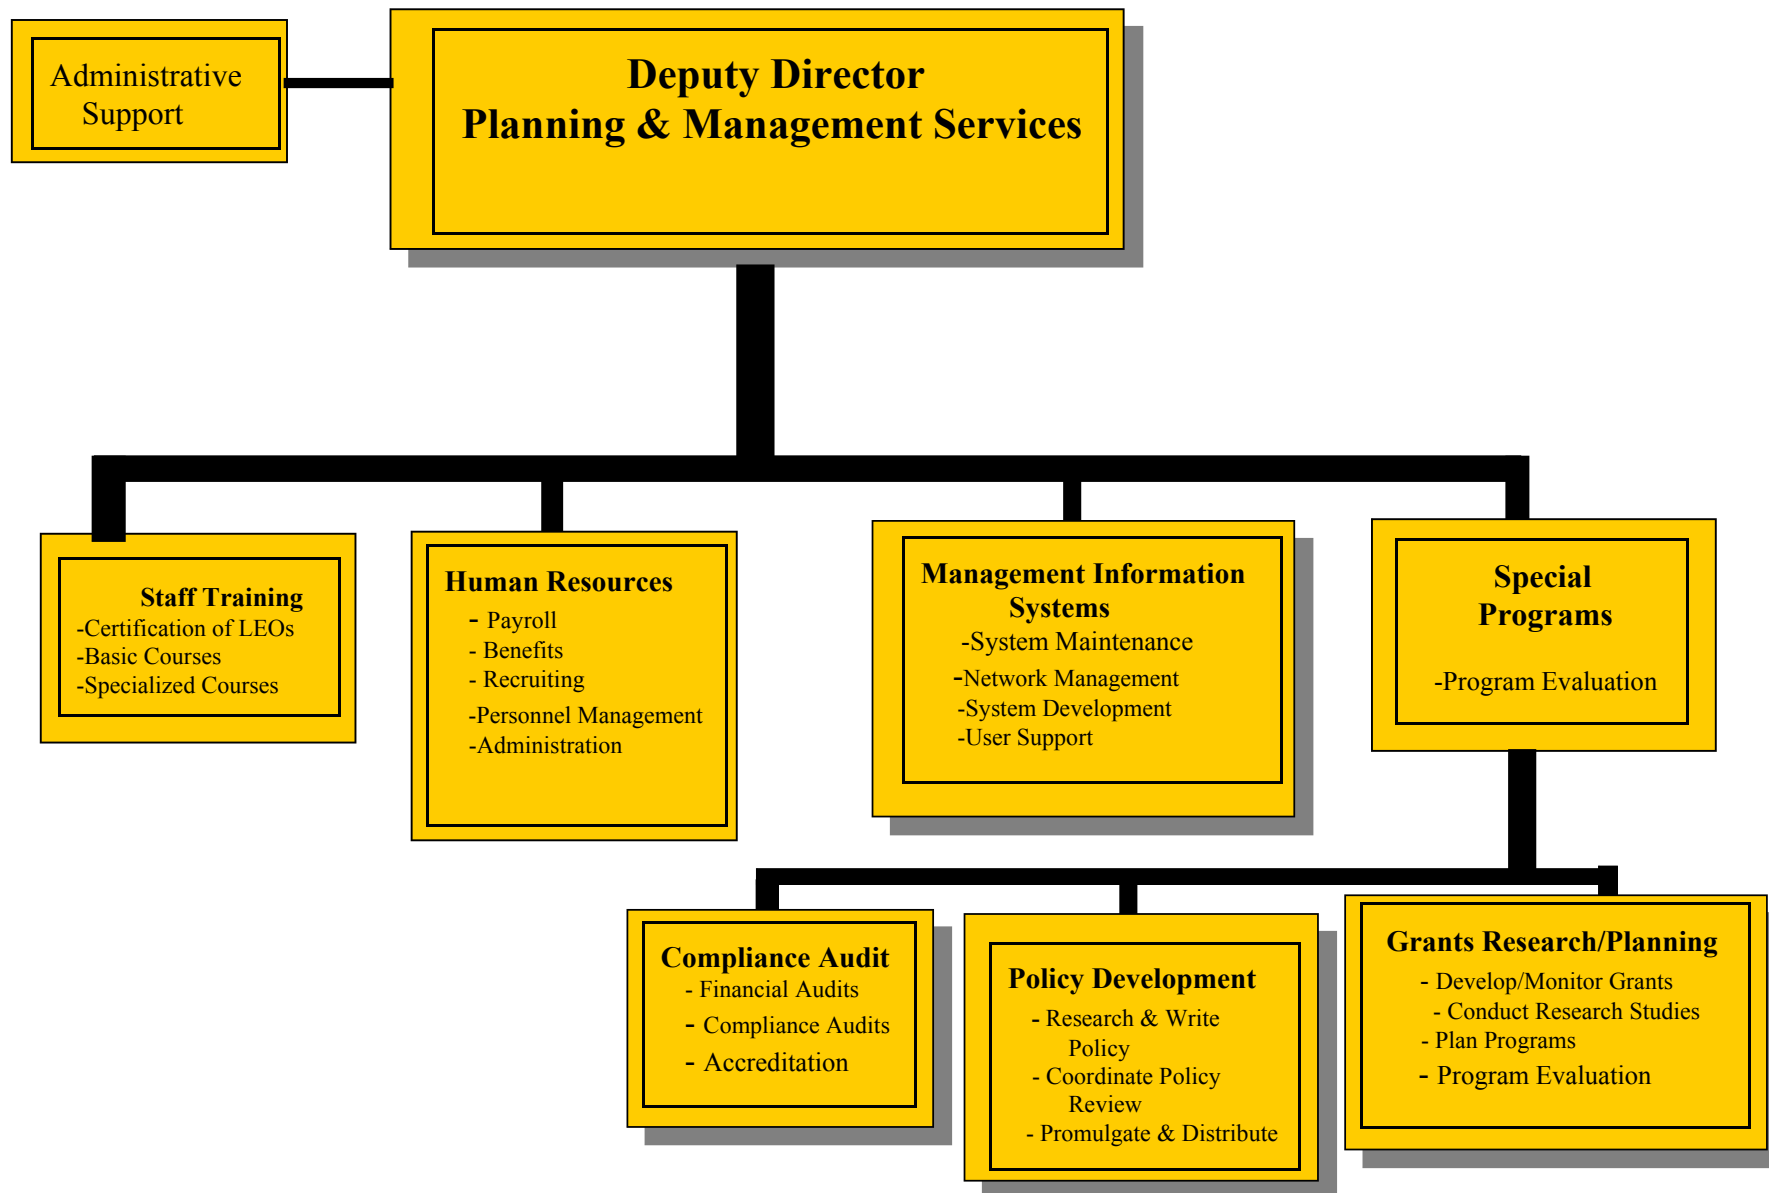 Administrative
Support
Deputy Director
Planning & Management Services
Staff Training
-Certification of LEOs
-Basic Courses
-Specialized Courses
Human Resources
- Payroll
- Benefits
- Recruiting
-Personnel Management
-Administration
Management Information
Systems
-System Maintenance
-Network Management
-System Development
-User Support
Special
Programs
-Program Evaluation
Compliance Audit
- Financial Audits
- Compliance Audits
- Accreditation
Policy Development
- Research & Write
Policy
- Coordinate Policy
Review
- Promulgate & Distribute
Grants Research/Planning
- Develop/Monitor Grants
- Conduct Research Studies
- Plan Programs
- Program Evaluation